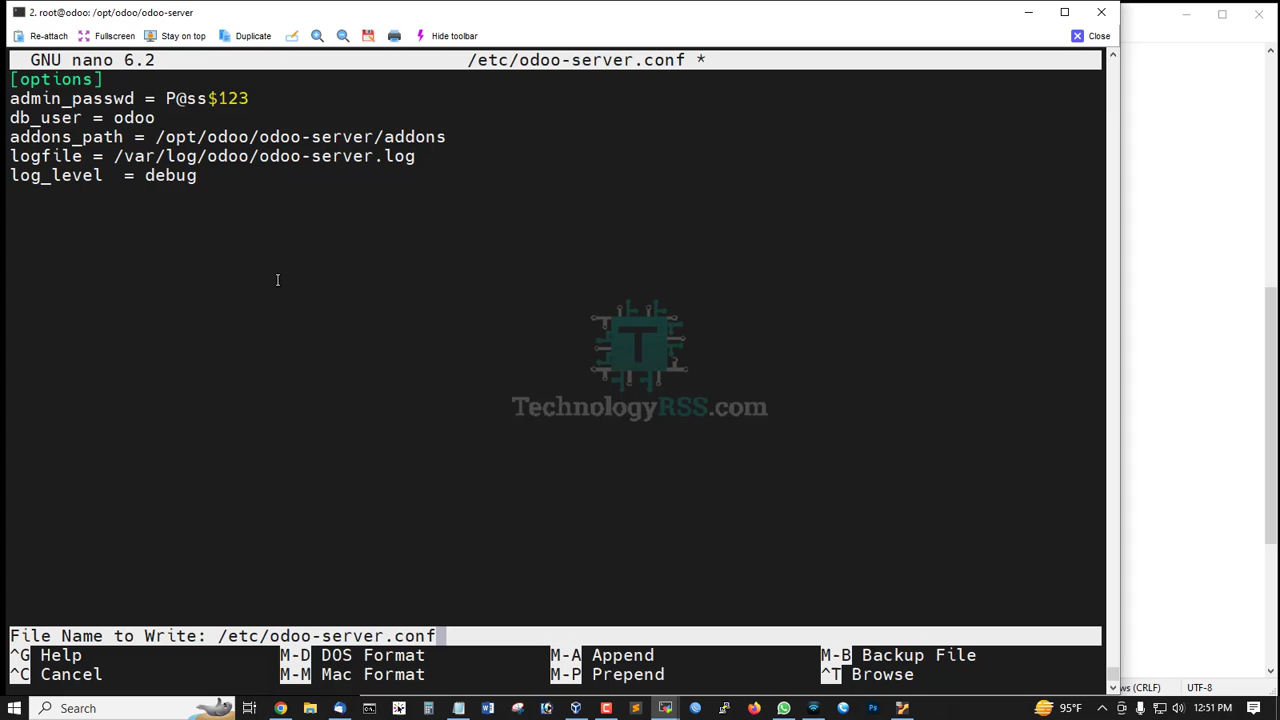 2. root@odoo: /opt/odoo/odoo-server
Re-attach Fullscreen Stay on top Duplicate Hide toolbar Close
GNU nano 6.2 /etc/odoo-server.conf *
[options]
admin_passwd = P@ss$123
db_user = odoo
addons_path = /opt/odoo/odoo-server/addons
logfile = /var/log/odoo/odoo-server.log
log_level  = debug
T
TechnologyRSS.com
File Name to Write: /etc/odoo-server.conf
^G Help M-D DOS Format M-A Append M-B Backup File
^C Cancel M-M Mac Format M-P Prepend ^T Browse
ws (CRLF) UTF-8
Search 95°F 12:51 PM